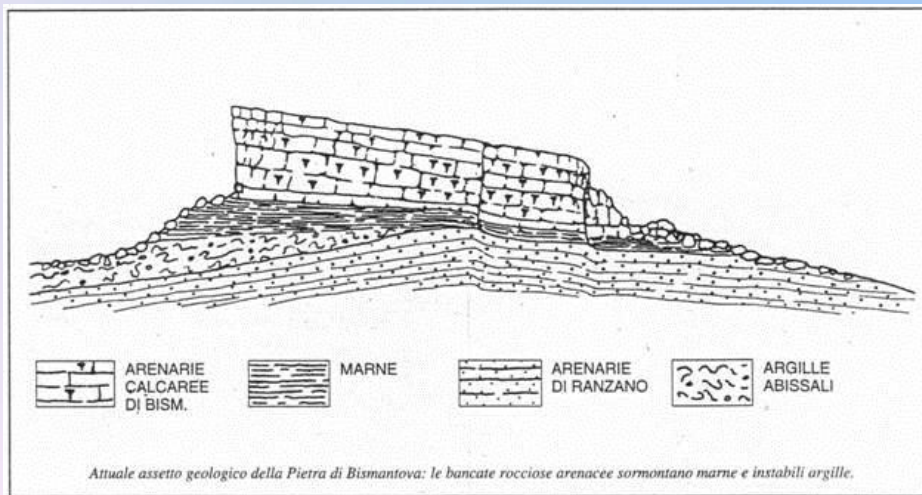 ARENARIE
CALCAREE
DI BISM.
MARNE
ARENARIE
DI RANZANO
ARGILLE
ABISSALI
Attuale assetto geologico della Pietra di Bismantova: le bancate rocciose arenacee sormontano marne e instabili argille.